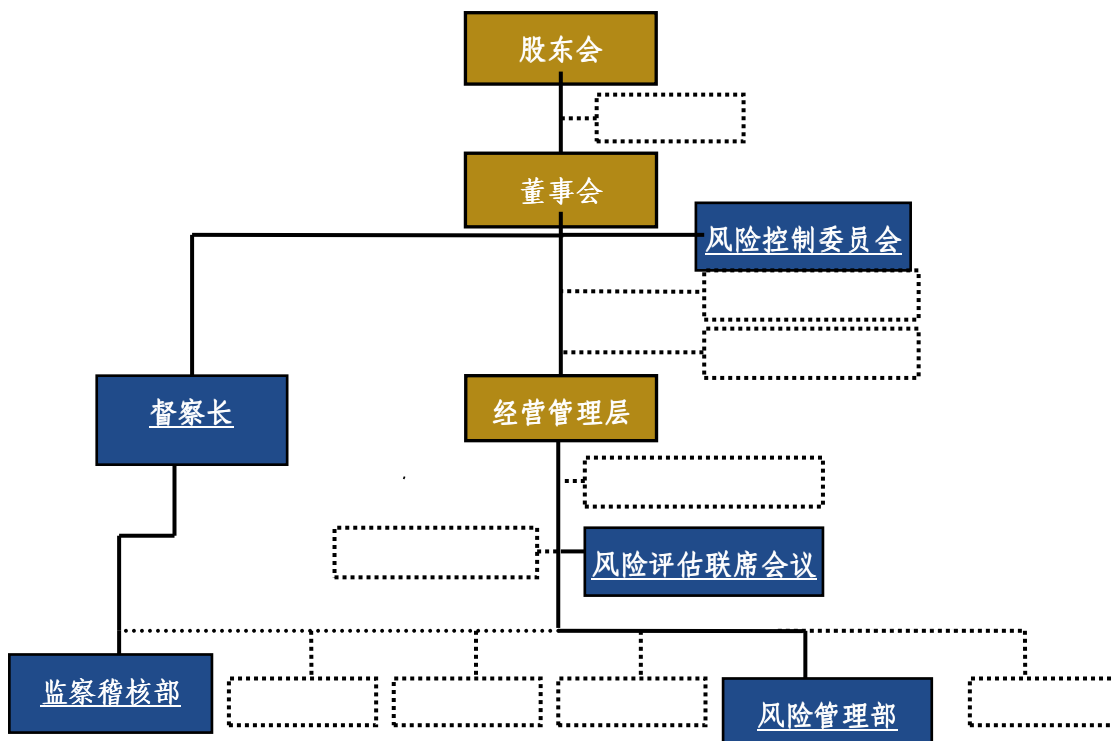 股东会
董事会
风险控制委员会
督察长
经营管理层
风险评估联席会议
监察稽核部
风险管理部